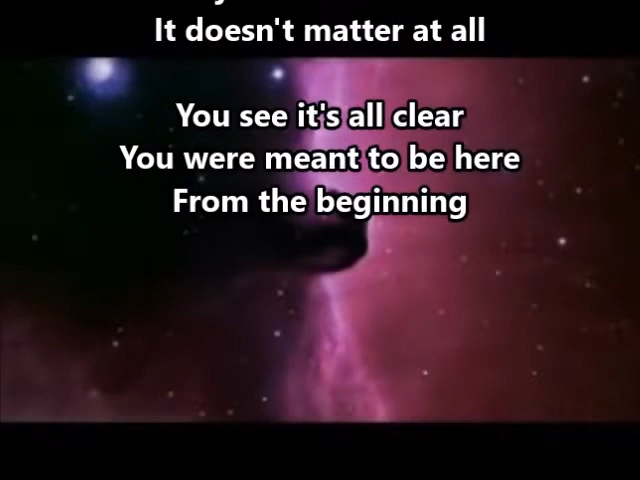 It doesn't matter at all
You see it's all clear
You were meant to be here
From the beginning